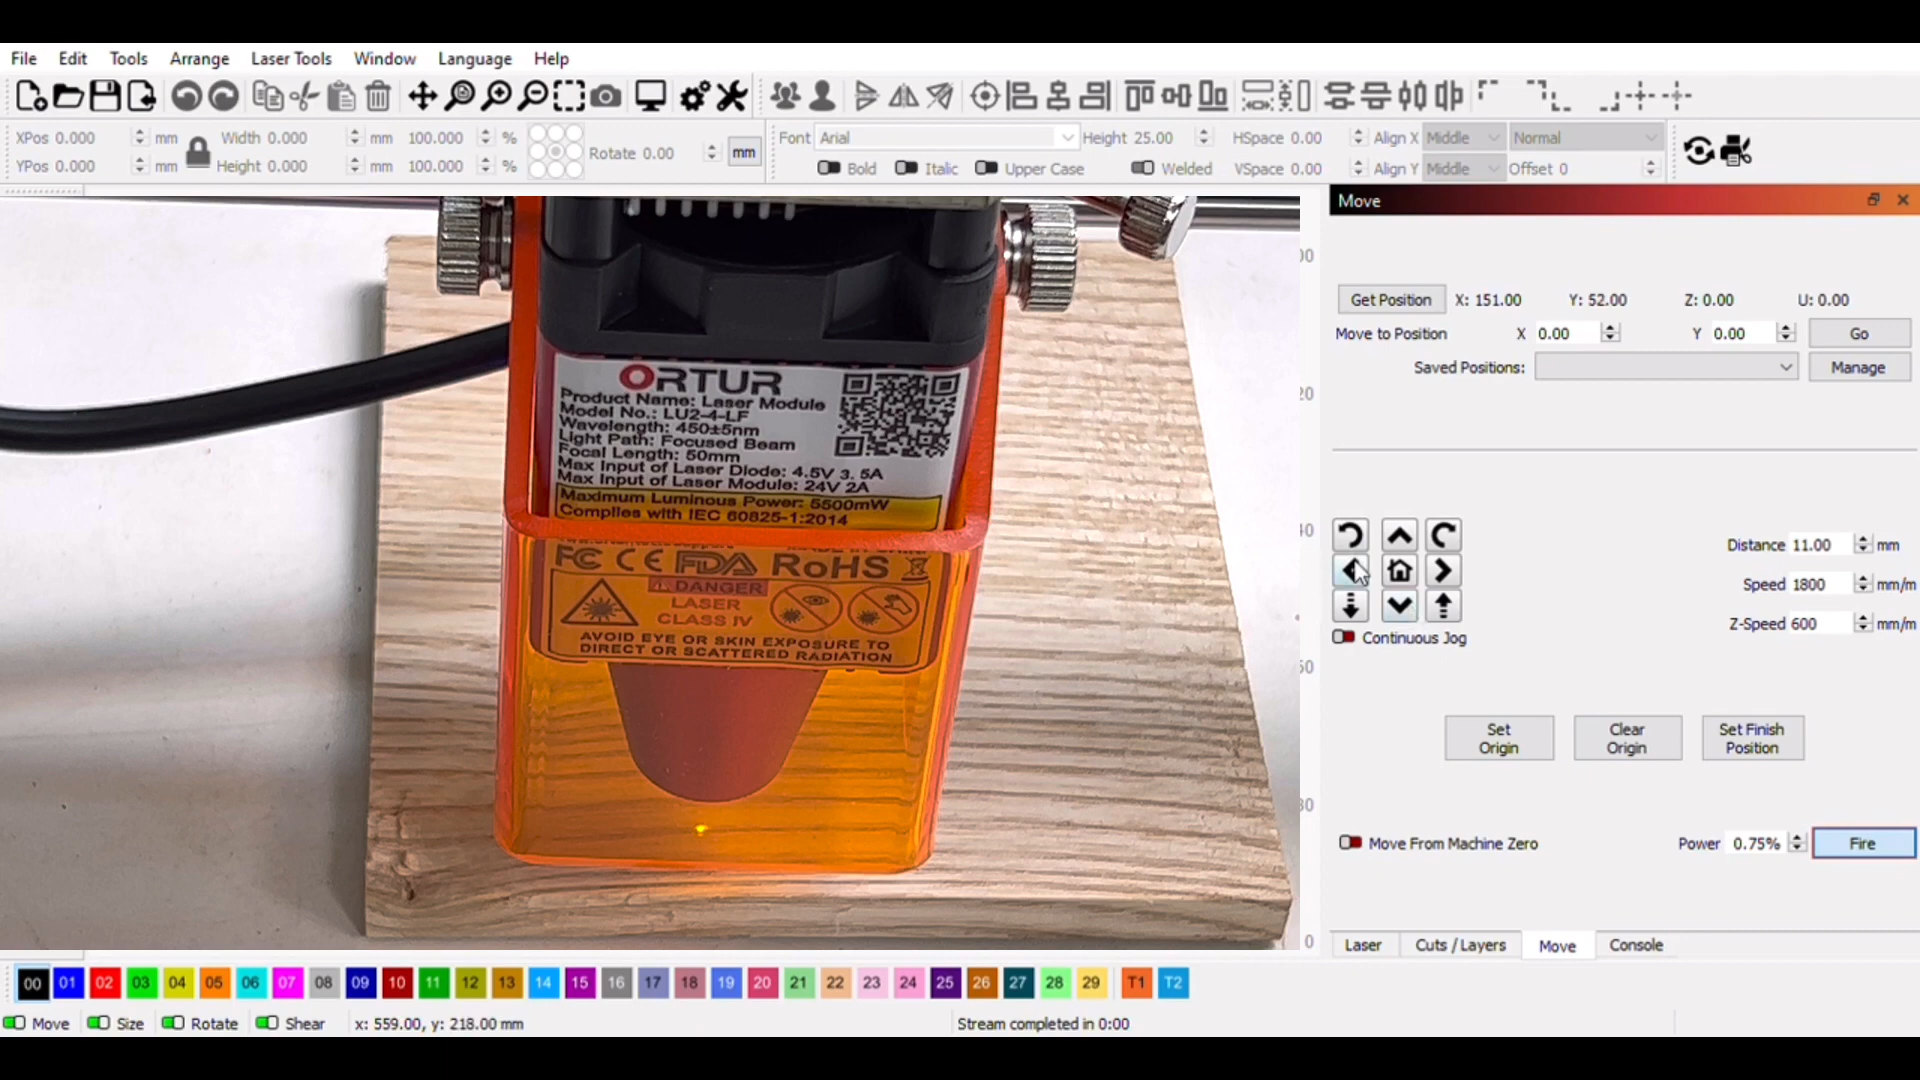 File Edit Tools Arrange Laser Tools Window Language Help
XPos 0.000 mm Width 0.000 mm 100.000 %
YPos 0.000 mm Height 0.000 mm 100.000 %
Rotate 0.00 mm
Font Arial Height 25.00 HSpace 0.00 Align X Middle Normal
Bold Italic Upper Case Welded VSpace 0.00 Align Y Middle Offset 0
Move
Get Position X: 151.00 Y: 52.00 Z: 0.00 U: 0.00
Move to Position X 0.00 Y 0.00 Go
Saved Positions: Manage
Distance 11.00 mm
Speed 1800 mm/m
Z-Speed 600 mm/m
Continuous Jog
Set Origin Clear Origin Set Finish Position
Move From Machine Zero Power 0.75% Fire
Laser Cuts / Layers Move Console
ORTUR
Product Name: Laser Module
Model No.: LU2-4-LF
Wavelength: 450±5nm
Light Path: Focused Beam
Focal Length: 50mm
Max Input of Laser Diode: 4.5V 3.5A
Max Input of Laser Module: 24V 2A
Maximum Luminous Power: 5500mW
Complies with IEC 60825-1:2014
FC CE FDA RoHS
DANGER
LASER
CLASS IV
AVOID EYE OR SKIN EXPOSURE TO
DIRECT OR SCATTERED RADIATION
00 01 02 03 04 05 06 07 08 09 10 11 12 13 14 15 16 17 18 19 20 21 22 23 24 25 26 27 28 29 T1 T2
Move Size Rotate Shear x: 559.00, y: 218.00 mm Stream completed in 0:00